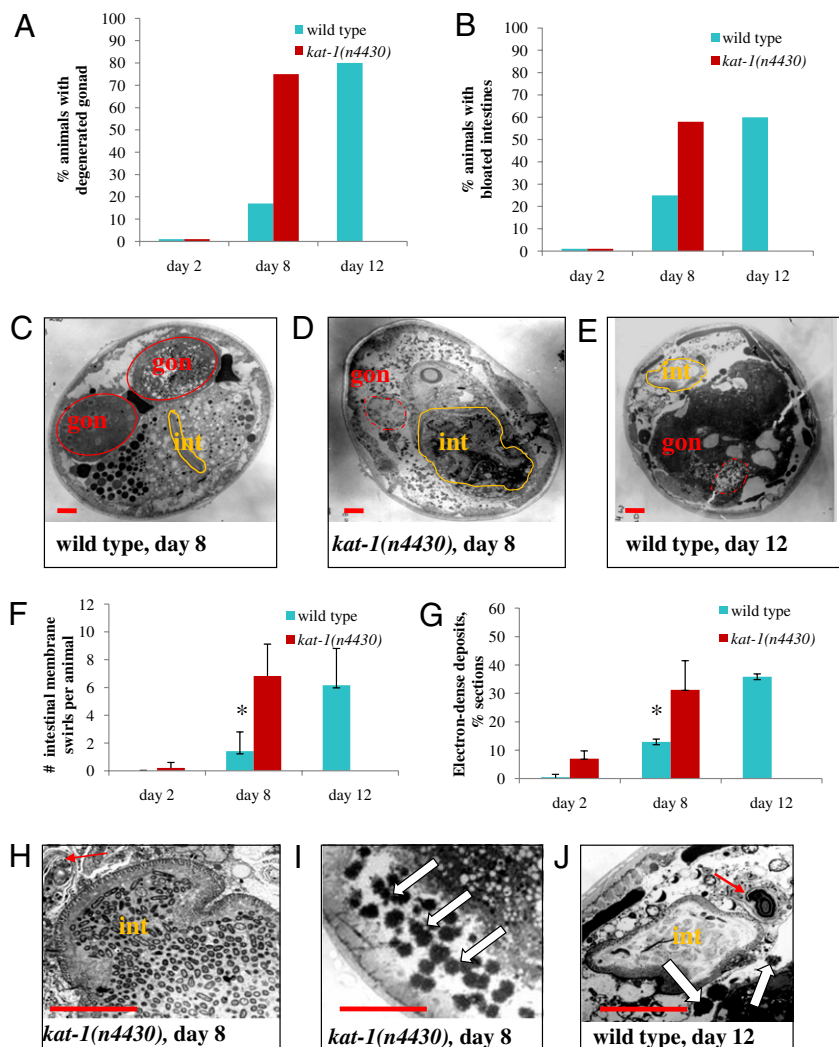 A
% animals with
degenerated gonad
100
90
80
70
60
50
40
30
20
10
0
wild type
kat-1(n4430)
day 2 day 8 day 12
B
% animals with
bloated intestines
100
90
80
70
60
50
40
30
20
10
0
wild type
kat-1(n4430)
day 2 day 8 day 12
C
gon
gon
int
wild type, day 8
D
gon
int
kat-1(n4430), day 8
E
int
gon
wild type, day 12
F
# intestinal membrane
swirls per animal
12
10
8
6
4
2
0
wild type
kat-1(n4430)
*
day 2 day 8 day 12
G
Electron-dense deposits,
% sections
60
50
40
30
20
10
0
wild type
kat-1(n4430)
*
day 2 day 8 day 12
H
int
kat-1(n4430), day 8
I
kat-1(n4430), day 8
J
int
wild type, day 12